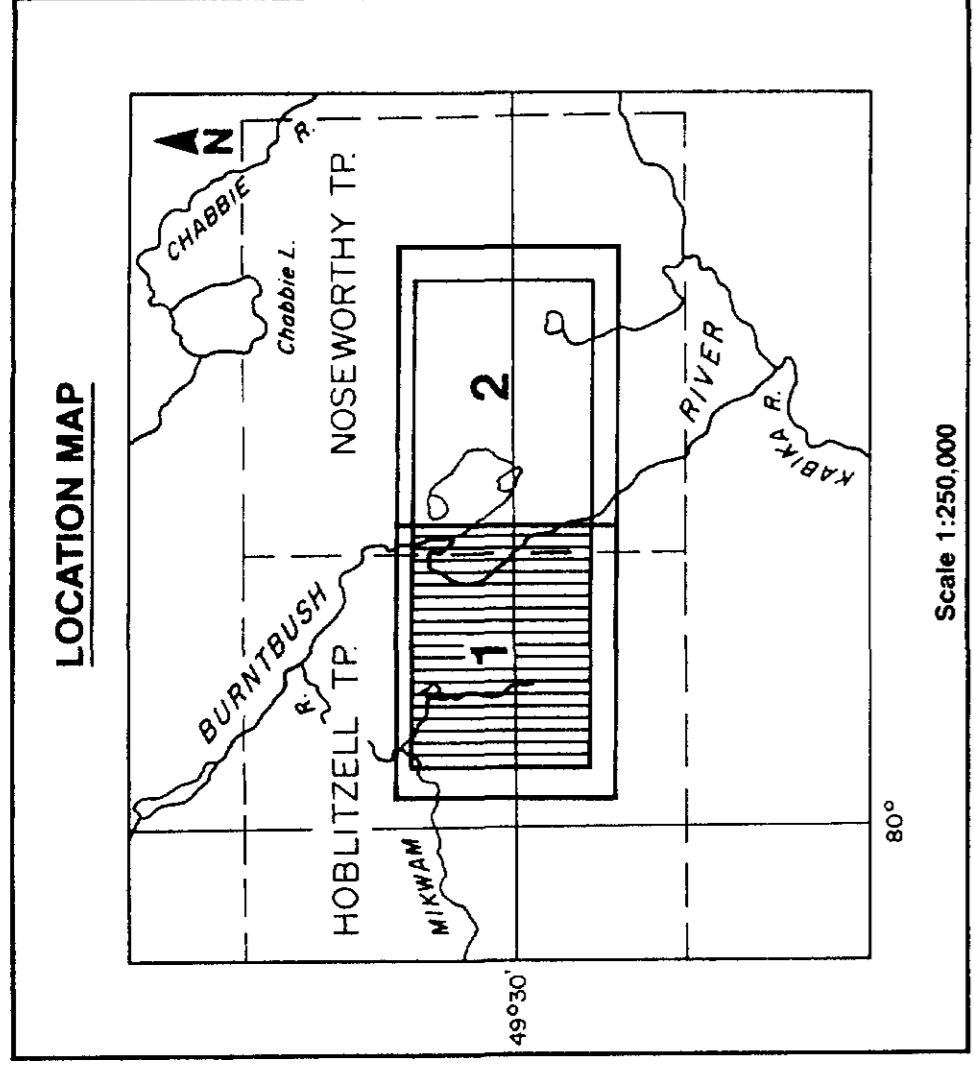 LOCATION MAP
N
CHABBIE
R.
Chabbie L.
BURNTBUSH
R.
HOBLITZELL TP.
NOSEWORTHY TP.
MIKWAM
1
2
49°30'
RIVER
KABIKA R.
80°
Scale 1:250,000